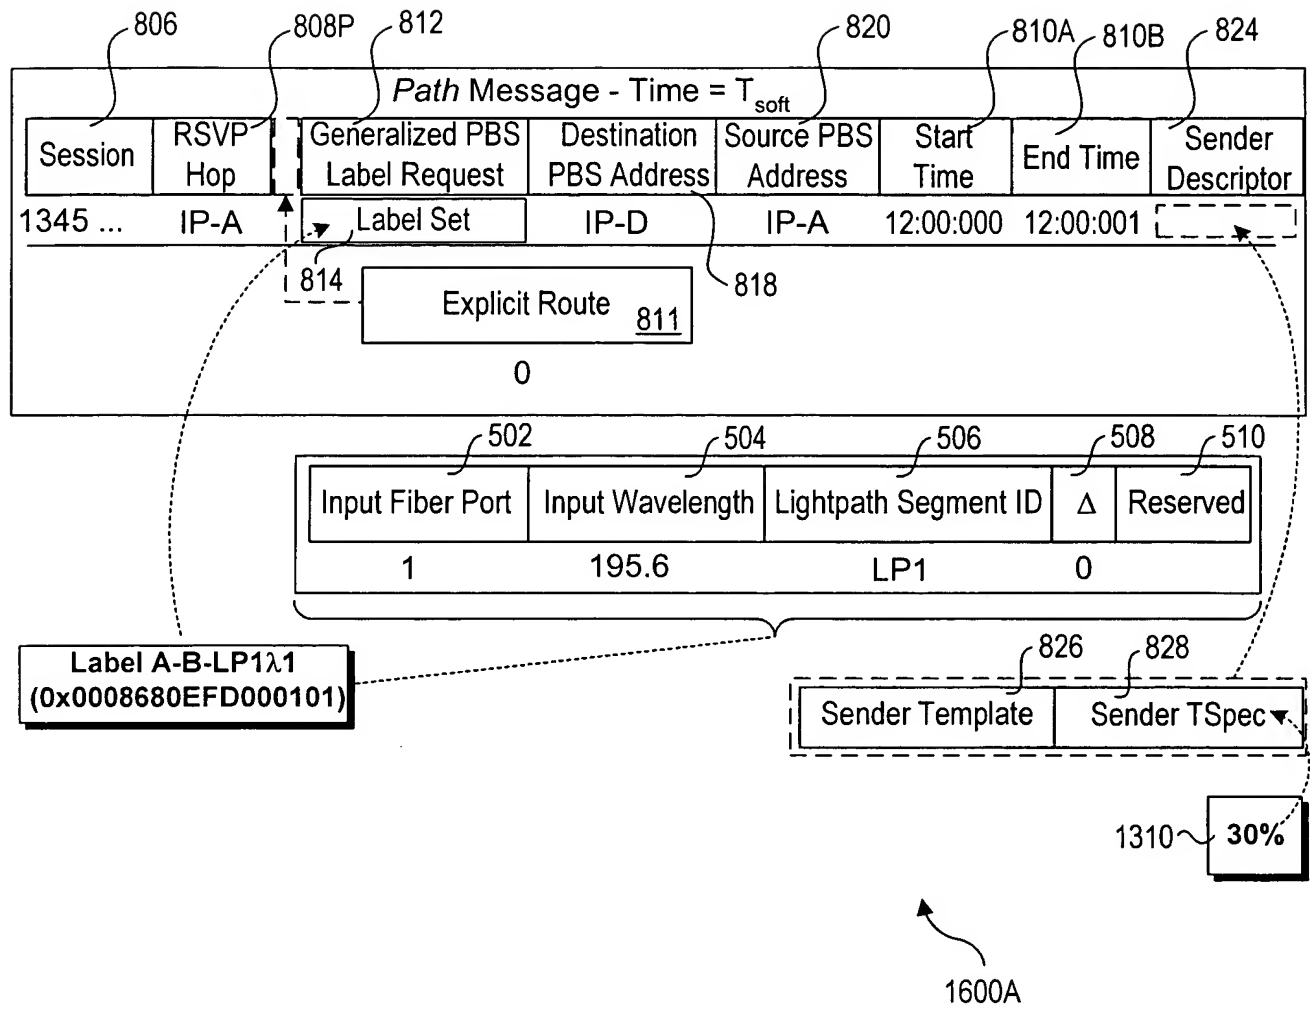 806 808P 812 820 810A 810B 824
Path Message - Time = Tsoft
Session RSVP Hop Generalized PBS Label Request Destination PBS Address Source PBS Address Start Time End Time Sender Descriptor
1345 ... IP-A Label Set IP-D IP-A 12:00:000 12:00:001
814 818
Explicit Route 811
0
502 504 506 508 510
Input Fiber Port Input Wavelength Lightpath Segment ID Δ Reserved
1 195.6 LP1 0
Label A-B-LP1λ1
(0x0008680EFD000101)
826 828
Sender Template Sender TSpec
1310 30%
1600A